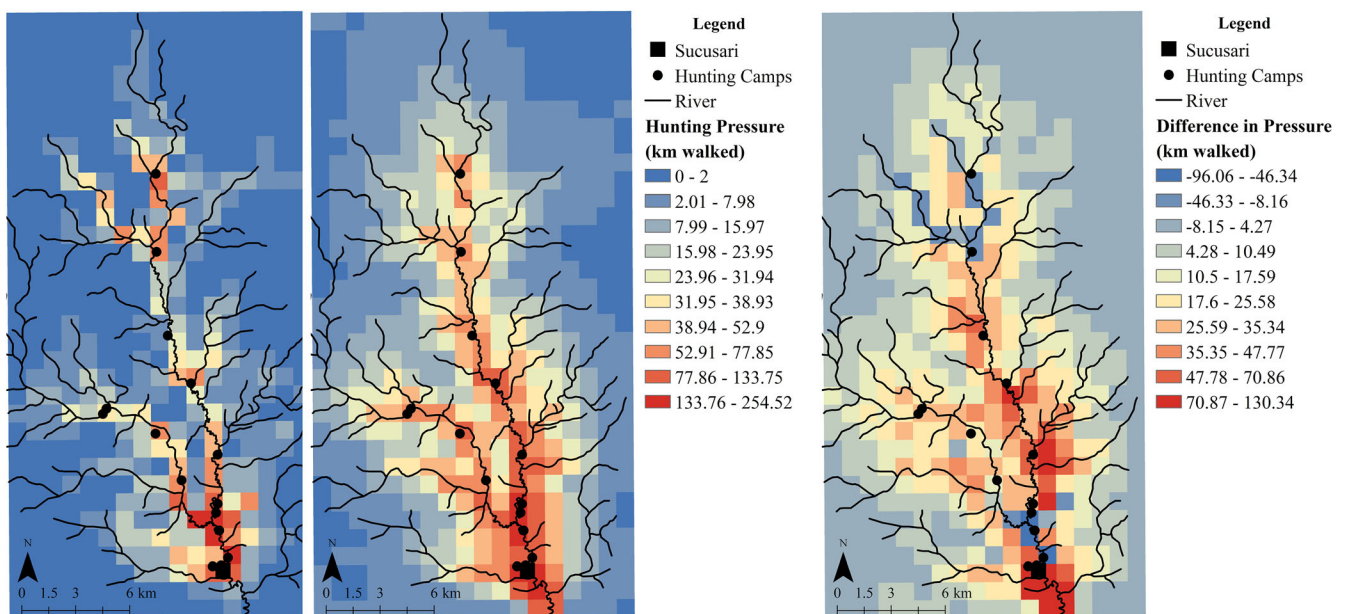 Legend
Sucusari
Hunting Camps
River
Hunting Pressure
(km walked)
0 - 2
2.01 - 7.98
7.99 - 15.97
15.98 - 23.95
23.96 - 31.94
31.95 - 38.93
38.94 - 52.9
52.91 - 77.85
77.86 - 133.75
133.76 - 254.52
Legend
Sucusari
Hunting Camps
River
Difference in Pressure
(km walked)
-96.06 - -46.34
-46.33 - -8.16
-8.15 - 4.27
4.28 - 10.49
10.5 - 17.59
17.6 - 25.58
25.59 - 35.34
35.35 - 47.77
47.78 - 70.86
70.87 - 130.34
N
0 1.5 3 6 km
N
0 1.5 3 6 km
N
0 1.5 3 6 km